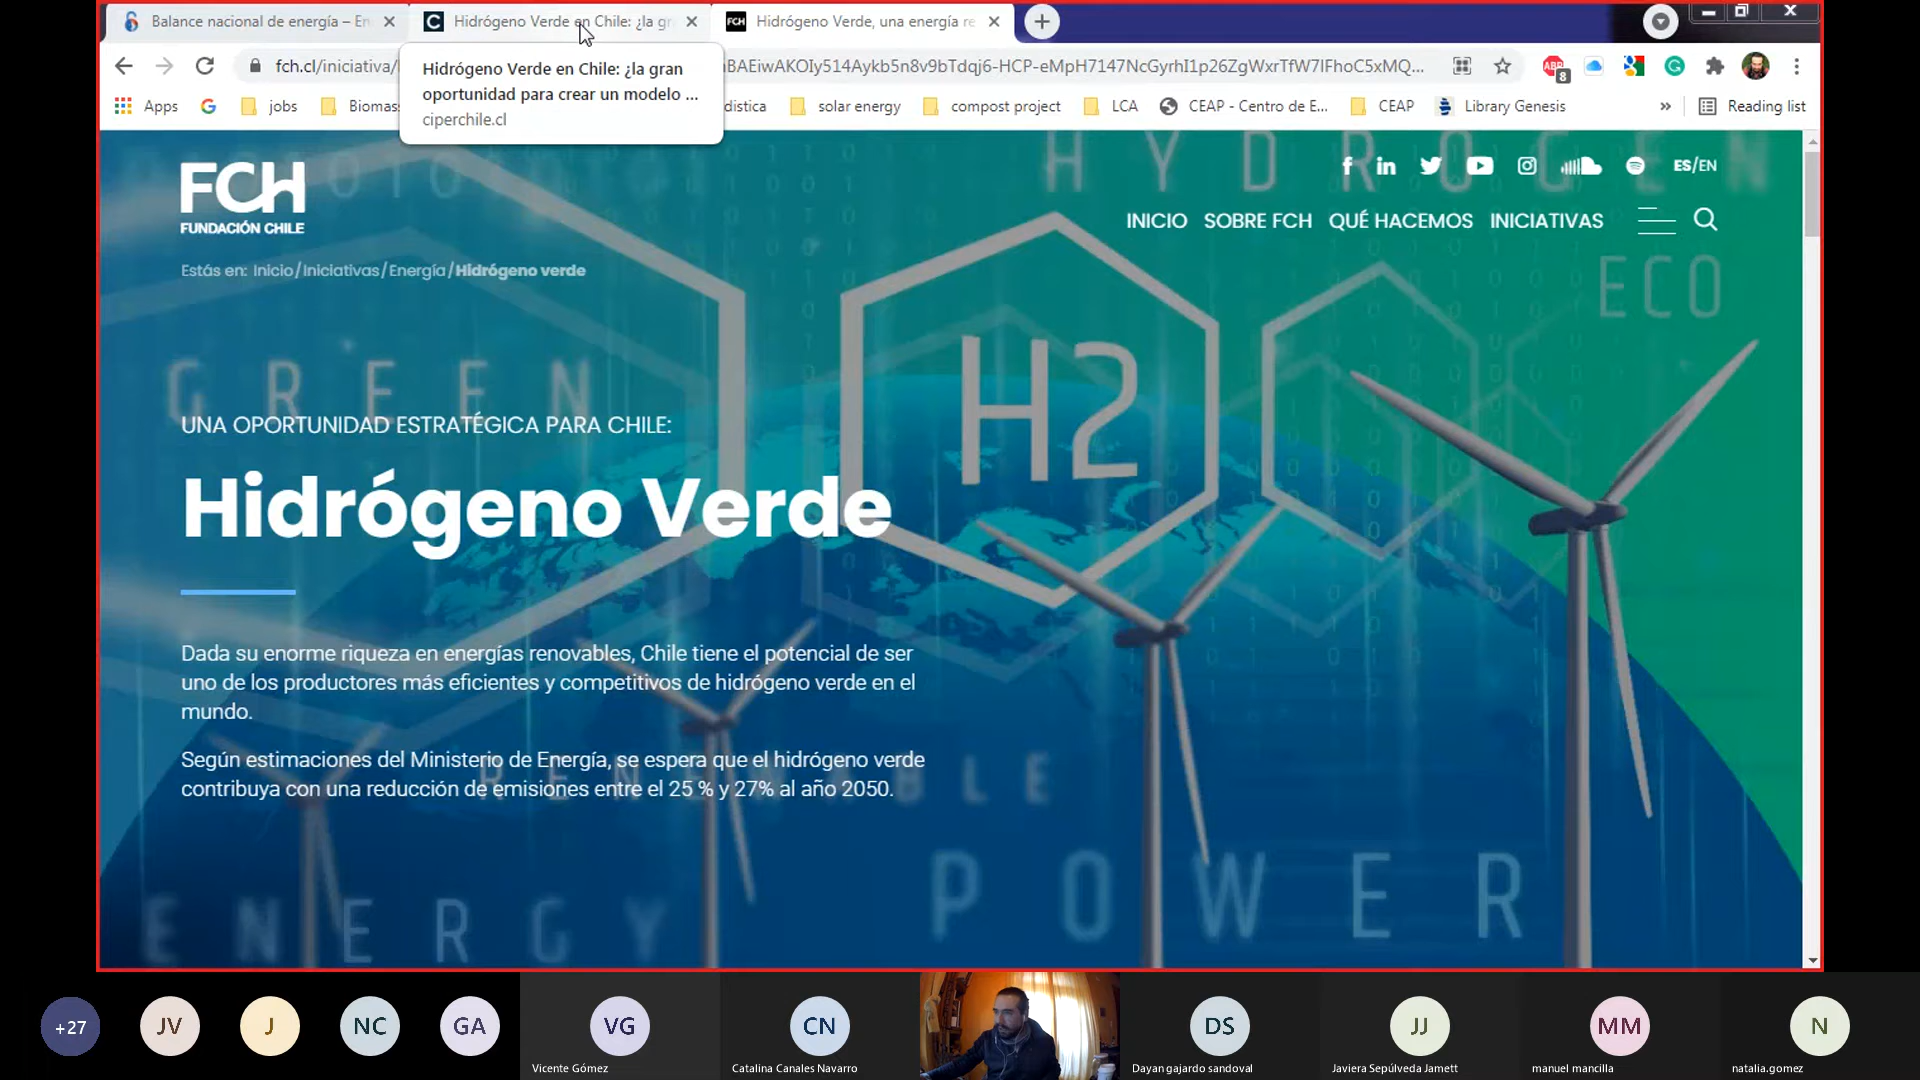 Balance nacional de energía – En
Hidrógeno Verde en Chile: ¿la gr
FCH
Hidrógeno Verde, una energía re
fch.cl/iniciativa/
BAEiwAKOIy514Aykb5n8v9bTdqj6-HCP-eMpH7147NcGyrhI1p26ZgWxrTfW7IFhoC5xMQ...
ABP
8
Hidrógeno Verde en Chile: ¿la gran
oportunidad para crear un modelo ...
ciperchile.cl
Apps
jobs
Biomas
distica
solar energy
compost project
LCA
CEAP - Centro de E...
CEAP
Library Genesis
»
Reading list
HYDROGEN
FCH
FUNDACIÓN CHILE
ES/EN
INICIO SOBRE FCH QUÉ HACEMOS INICIATIVAS
Estás en: Inicio/Iniciativas/Energía/Hidrógeno verde
ECO
GREEN
H2
UNA OPORTUNIDAD ESTRATÉGICA PARA CHILE:
Hidrógeno Verde
Dada su enorme riqueza en energías renovables, Chile tiene el potencial de ser
uno de los productores más eficientes y competitivos de hidrógeno verde en el
mundo.
Según estimaciones del Ministerio de Energía, se espera que el hidrógeno verde
contribuya con una reducción de emisiones entre el 25 % y 27% al año 2050.
RENEWABLE
ENERGY
POWER
+27
JV
J
NC
GA
VG
Vicente Gómez
CN
Catalina Canales Navarro
DS
Dayan gajardo sandoval
JJ
Javiera Sepúlveda Jamett
MM
manuel mancilla
N
natalia.gomez